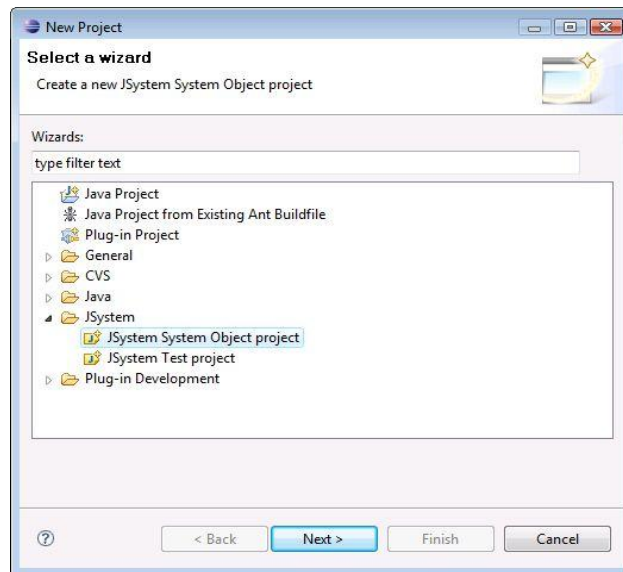 New Project
Select a wizard
Create a new JSystem System Object project
Wizards:
type filter text
Java Project
Java Project from Existing Ant Buildfile
Plug-in Project
General
CVS
Java
JSystem
JSystem System Object project
JSystem Test project
Plug-in Development
?
< Back
Next >
Finish
Cancel